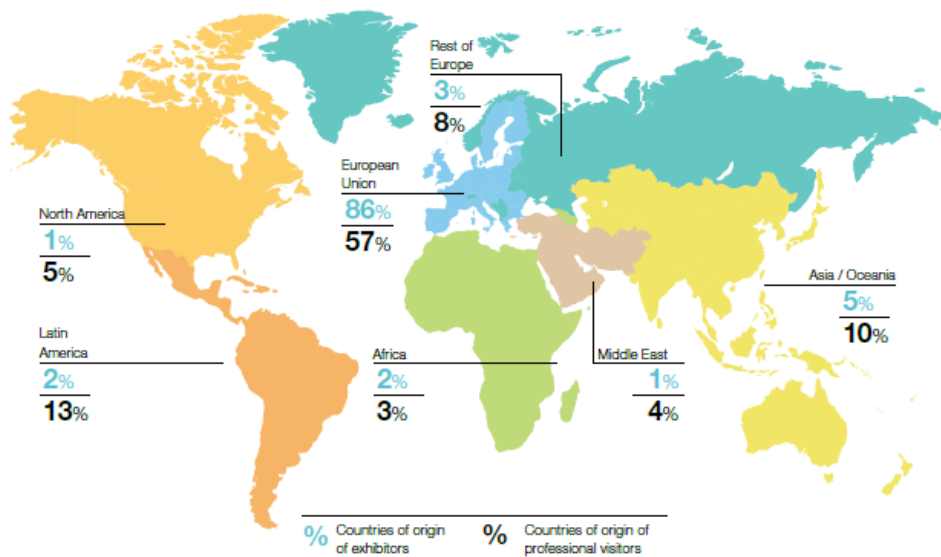 Rest of
Europe
3%
8%
European
Union
86%
57%
North America
1%
5%
Asia / Oceania
5%
10%
Latin
America
2%
13%
Africa
2%
3%
Middle East
1%
4%
% Countries of origin
of exhibitors
% Countries of origin of
professional visitors